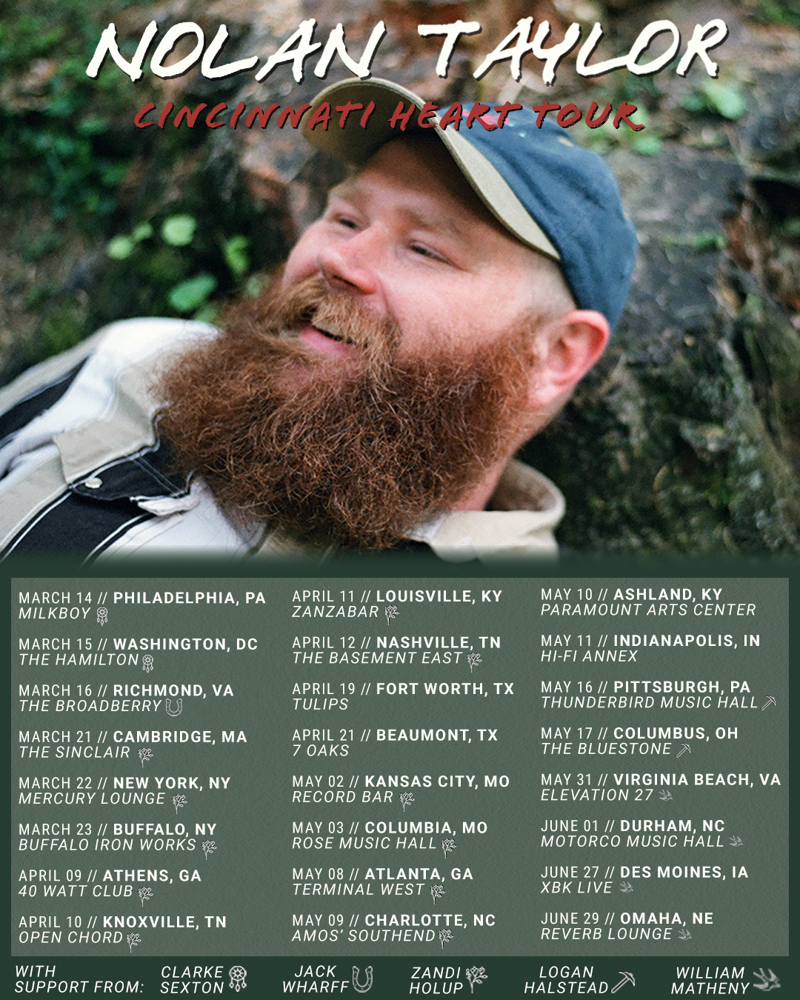 NOLAN TAYLOR
CINCINNATI HEART TOUR
MARCH 14 // PHILADELPHIA, PA
MILKBOY
MARCH 15 // WASHINGTON, DC
THE HAMILTON
MARCH 16 // RICHMOND, VA
THE BROADBERRY
MARCH 21 // CAMBRIDGE, MA
THE SINCLAIR
MARCH 22 // NEW YORK, NY
MERCURY LOUNGE
MARCH 23 // BUFFALO, NY
BUFFALO IRON WORKS
APRIL 09 // ATHENS, GA
40 WATT CLUB
APRIL 10 // KNOXVILLE, TN
OPEN CHORD
APRIL 11 // LOUISVILLE, KY
ZANZABAR
APRIL 12 // NASHVILLE, TN
THE BASEMENT EAST
APRIL 19 // FORT WORTH, TX
TULIPS
APRIL 21 // BEAUMONT, TX
7 OAKS
MAY 02 // KANSAS CITY, MO
RECORD BAR
MAY 03 // COLUMBIA, MO
ROSE MUSIC HALL
MAY 08 // ATLANTA, GA
TERMINAL WEST
MAY 09 // CHARLOTTE, NC
AMOS' SOUTHEND
MAY 10 // ASHLAND, KY
PARAMOUNT ARTS CENTER
MAY 11 // INDIANAPOLIS, IN
HI-FI ANNEX
MAY 16 // PITTSBURGH, PA
THUNDERBIRD MUSIC HALL
MAY 17 // COLUMBUS, OH
THE BLUESTONE
MAY 31 // VIRGINIA BEACH, VA
ELEVATION 27
JUNE 01 // DURHAM, NC
MOTORCO MUSIC HALL
JUNE 27 // DES MOINES, IA
XBK LIVE
JUNE 29 // OMAHA, NE
REVERB LOUNGE
WITH
SUPPORT FROM:
CLARKE
SEXTON
JACK
WHARFF
ZANDI
HOLUP
LOGAN
HALSTEAD
WILLIAM
MATHENY